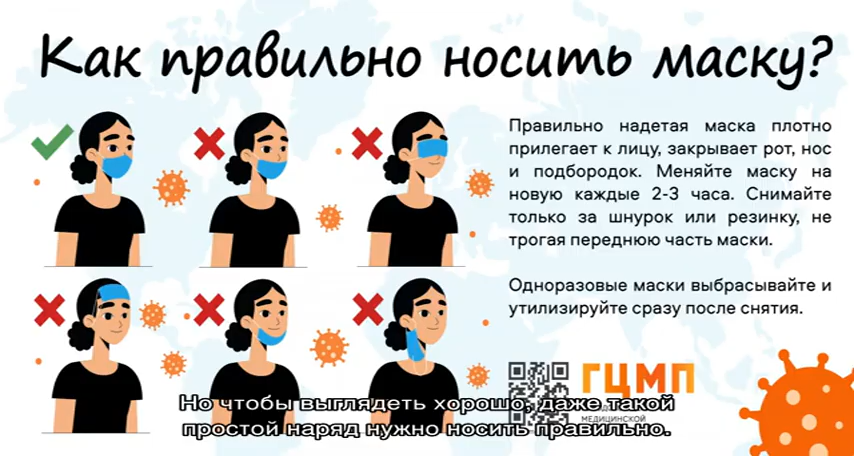 Как правильно носить маску?
Правильно надетая маска плотно
прилегает к лицу, закрывает рот, нос
и подбородок. Меняйте маску на
новую каждые 2-3 часа. Снимайте
только за шнурок или резинку, не
трогая переднюю часть маски.
Одноразовые маски выбрасывайте и
утилизируйте сразу после снятия.
ГЦМП
МЕДИЦИНСКОЙ
Но чтобы выглядеть хорошо, даже такой
простой наряд нужно носить правильно.